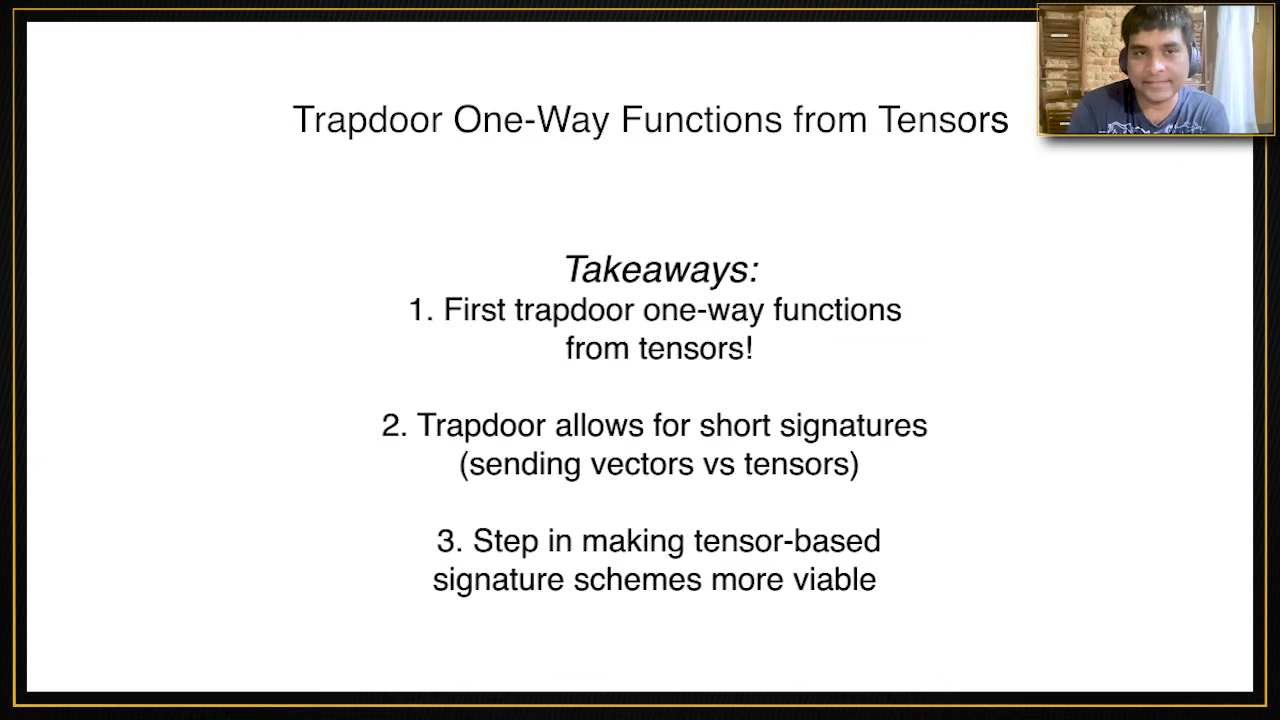 Trapdoor One-Way Functions from Tensors
Takeaways:
1. First trapdoor one-way functions
from tensors!
2. Trapdoor allows for short signatures
(sending vectors vs tensors)
3. Step in making tensor-based
signature schemes more viable